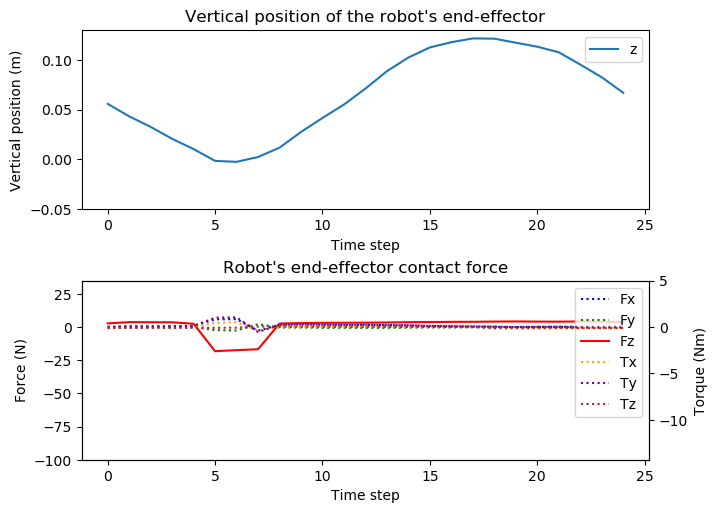 Vertical position of the robot's end-effector
Vertical position (m)
0.10
0.05
0.00
−0.05
z
0 5 10 15 20 25
Time step
Robot's end-effector contact force
Force (N)
25
0
−25
−50
−75
−100
Fx
Fy
Fz
Tx
Ty
Tz
5
0
−5
−10
Torque (Nm)
0 5 10 15 20 25
Time step